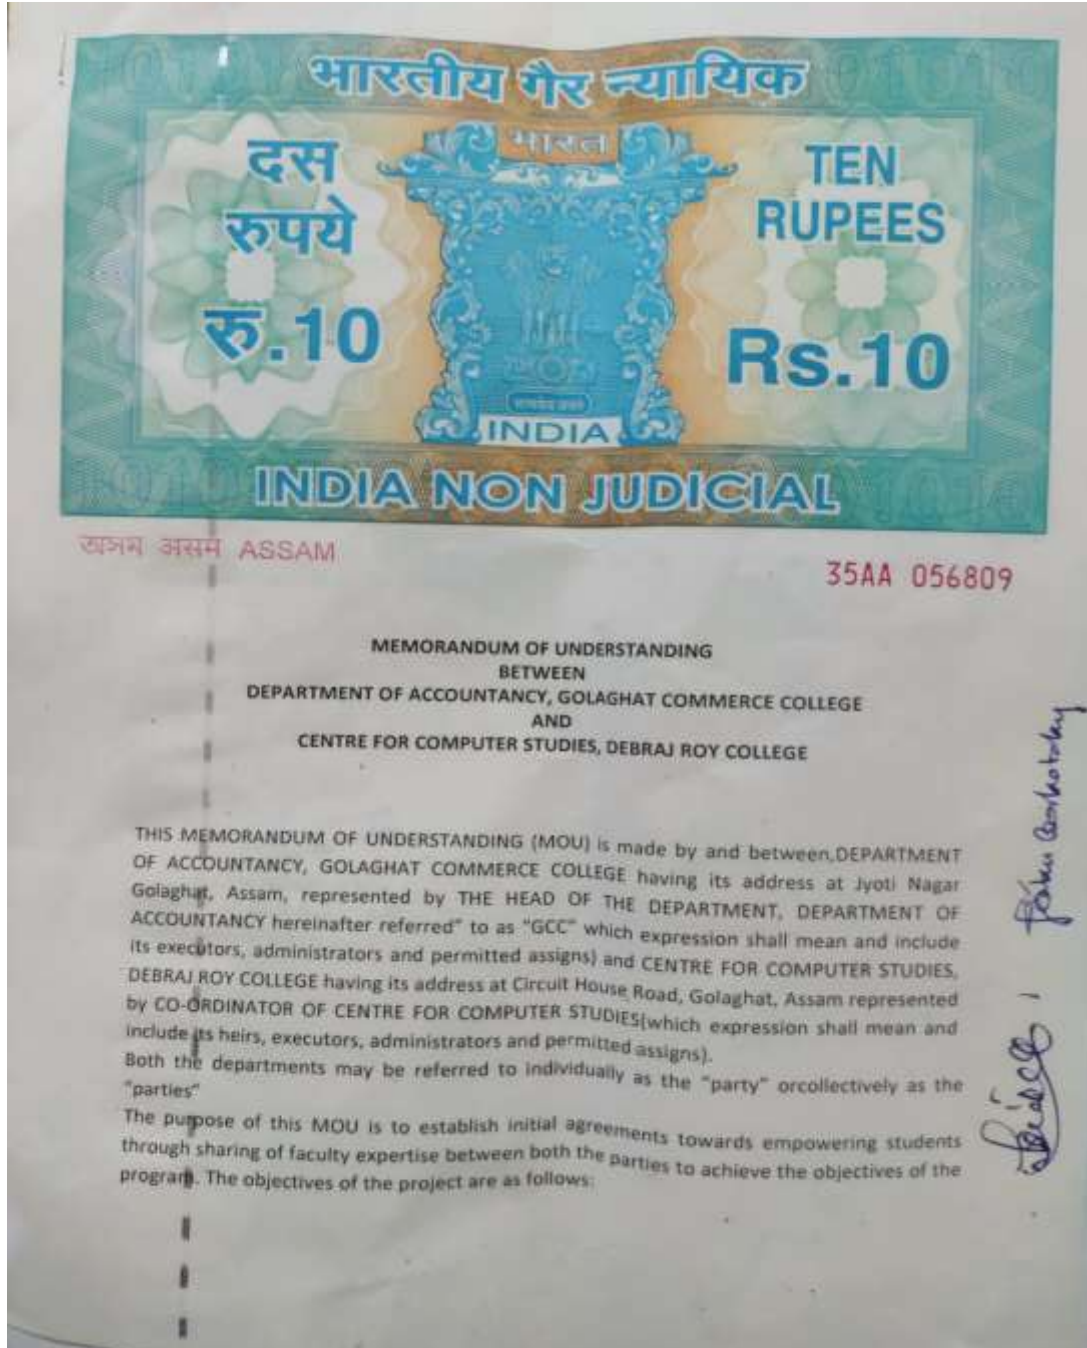 भारतीय गैर न्यायिक
भारत
दस
रुपये
रु.10
TEN
RUPEES
Rs.10
सत्यमेव जयते
INDIA
INDIA NON JUDICIAL
অসম असम ASSAM
35AA 056809
MEMORANDUM OF UNDERSTANDING
BETWEEN
DEPARTMENT OF ACCOUNTANCY, GOLAGHAT COMMERCE COLLEGE
AND
CENTRE FOR COMPUTER STUDIES, DEBRAJ ROY COLLEGE
THIS MEMORANDUM OF UNDERSTANDING (MOU) is made by and between,DEPARTMENT
OF ACCOUNTANCY, GOLAGHAT COMMERCE COLLEGE having its address at Jyoti Nagar
Golaghat, Assam, represented by THE HEAD OF THE DEPARTMENT, DEPARTMENT OF
ACCOUNTANCY hereinafter referred" to as "GCC" which expression shall mean and include
its executors, administrators and permitted assigns) and CENTRE FOR COMPUTER STUDIES,
DEBRAJ ROY COLLEGE having its address at Circuit House Road, Golaghat, Assam represented
by CO-ORDINATOR OF CENTRE FOR COMPUTER STUDIES(which expression shall mean and
include its heirs, executors, administrators and permitted assigns).
Both the departments may be referred to individually as the "party" orcollectively as the
"parties"
The purpose of this MOU is to establish initial agreements towards empowering students
through sharing of faculty expertise between both the parties to achieve the objectives of the
program. The objectives of the project are as follows: